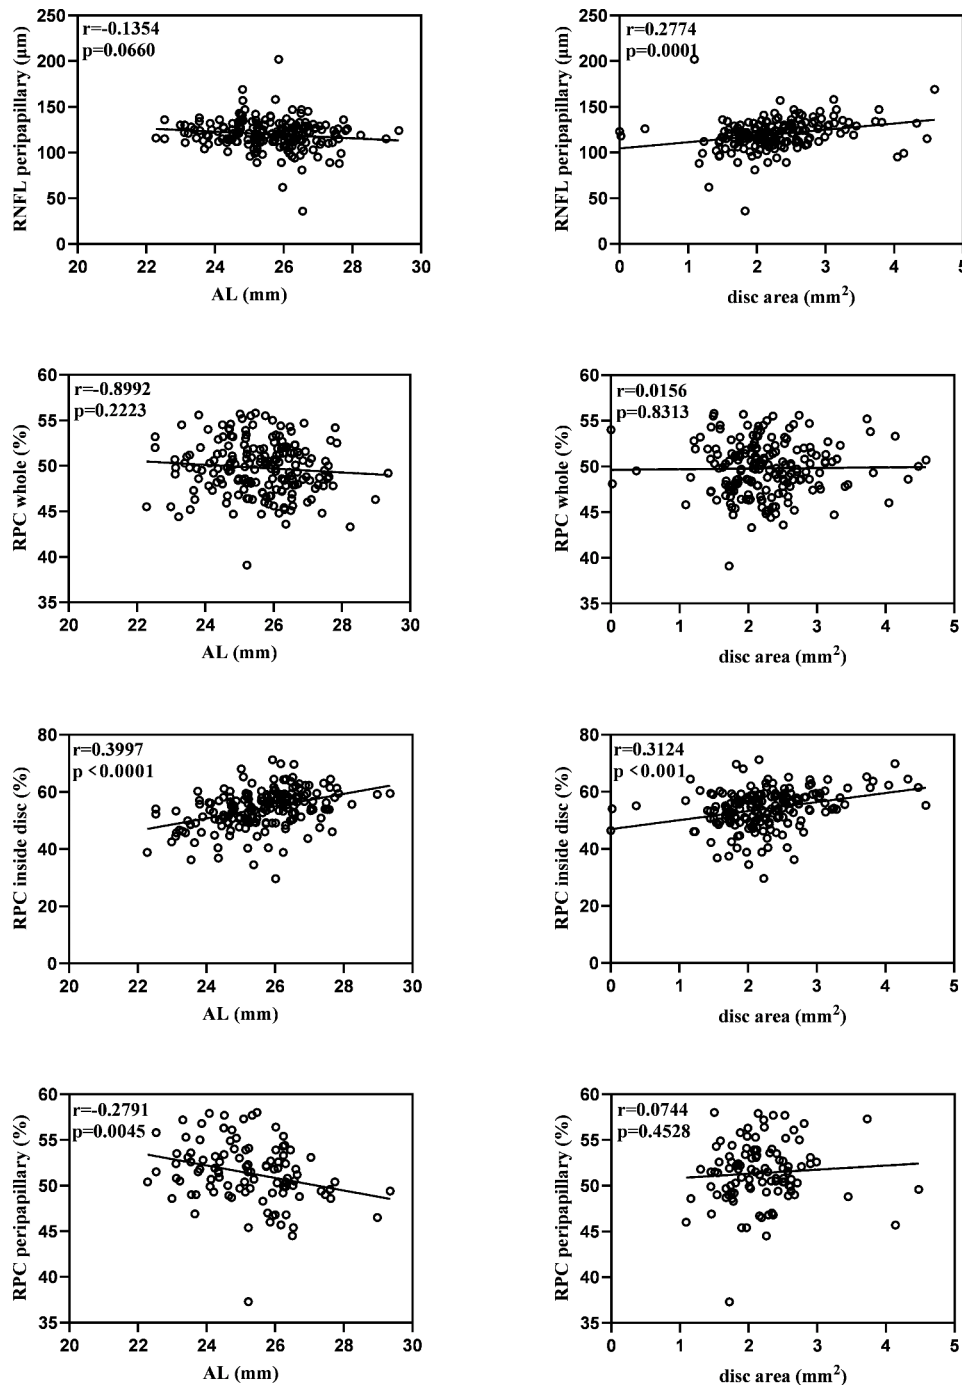 250
200
150
100
50
0
RNFL peripapillary (μm)
r=-0.1354
p=0.0660
20 22 24 26 28 30
AL (mm)
250
200
150
100
50
0
RNFL peripapillary (μm)
r=0.2774
p=0.0001
0 1 2 3 4 5
disc area (mm²)
60
55
50
45
40
35
RPC whole (%)
r=-0.8992
p=0.2223
20 22 24 26 28 30
AL (mm)
60
55
50
45
40
35
RPC whole (%)
r=0.0156
p=0.8313
0 1 2 3 4 5
disc area (mm²)
80
60
40
20
0
RPC inside disc (%)
r=0.3997
p <0.0001
20 22 24 26 28 30
AL (mm)
80
60
40
20
0
RPC inside disc (%)
r=0.3124
p <0.001
0 1 2 3 4 5
disc area (mm²)
60
55
50
45
40
35
RPC peripapillary (%)
r=-0.2791
p=0.0045
20 22 24 26 28 30
AL (mm)
60
55
50
45
40
35
RPC peripapillary (%)
r=0.0744
p=0.4528
0 1 2 3 4 5
disc area (mm²)